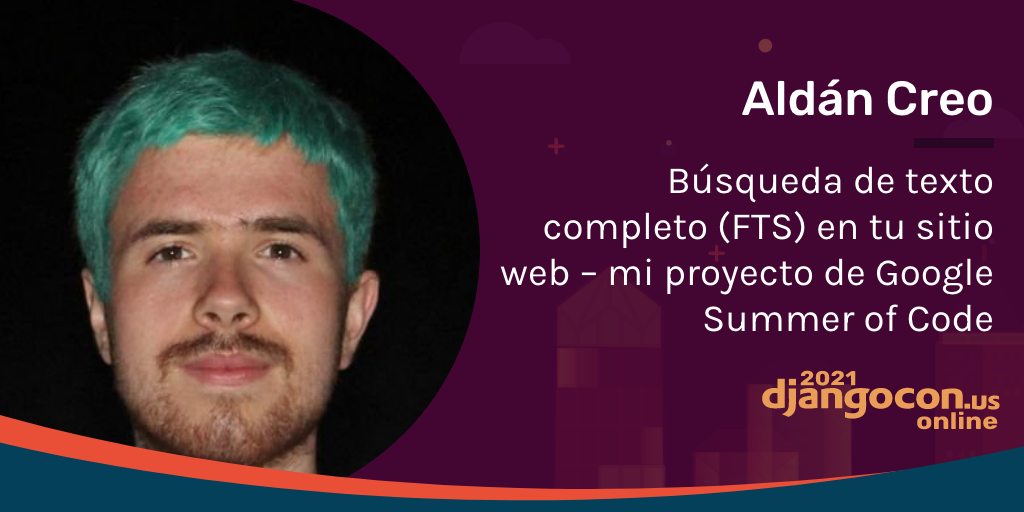 Aldán Creo
Búsqueda de texto
completo (FTS) en tu sitio
web – mi proyecto de Google
Summer of Code
2021
djangocon.us
online